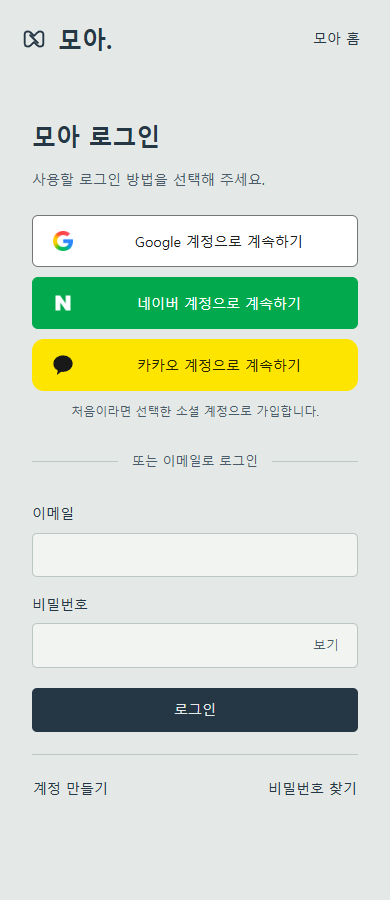 모아.
모아 홈
모아 로그인
사용할 로그인 방법을 선택해 주세요.
Google 계정으로 계속하기
네이버 계정으로 계속하기
카카오 계정으로 계속하기
처음이라면 선택한 소셜 계정으로 가입합니다.
또는 이메일로 로그인
이메일
비밀번호
보기
로그인
계정 만들기
비밀번호 찾기